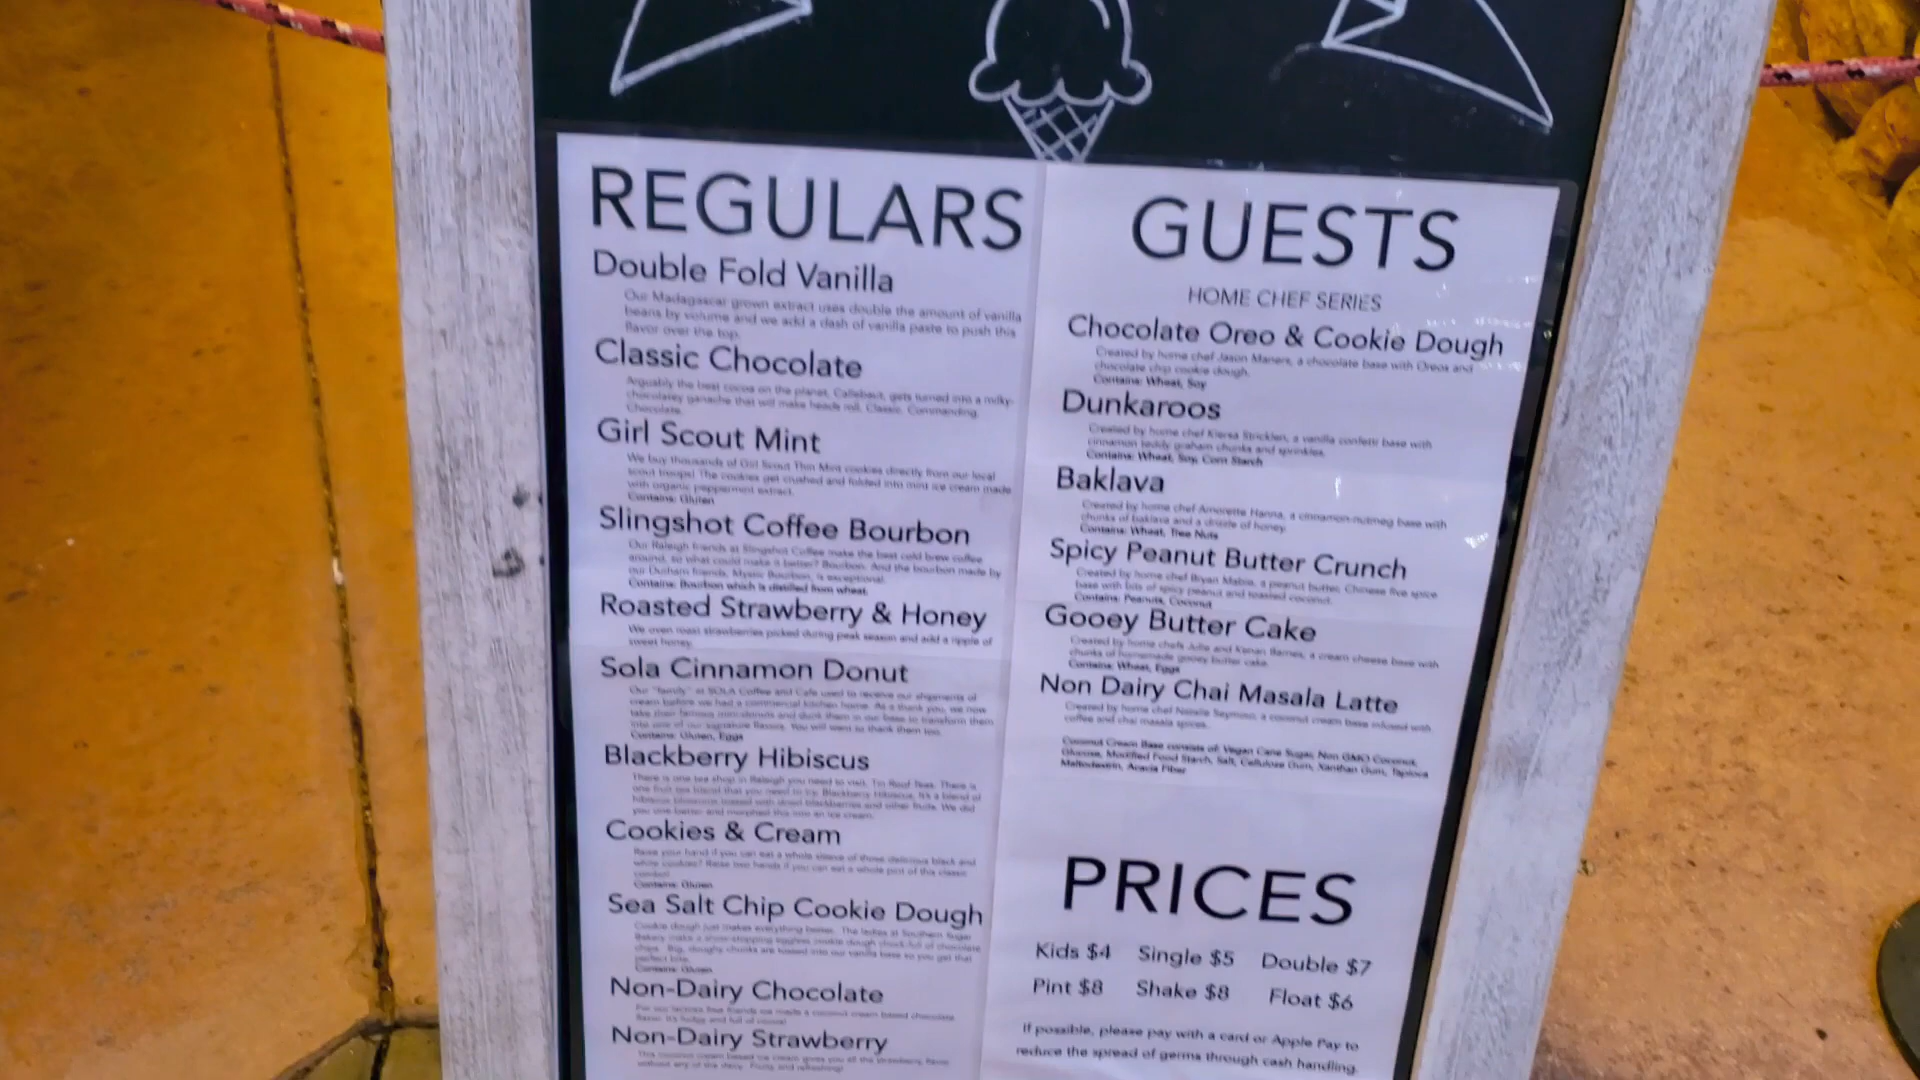 REGULARS
Double Fold Vanilla
Our Madagascar grown extract uses double the amount of vanilla
beans by volume and we add a dash of vanilla paste to push this
flavor over the top.
Classic Chocolate
Arguably the best cocoa on the planet, Callebaut, gets turned into a milky-
chocolatey ganache that will make heads roll. Classic. Commanding.
Chocolate.
Girl Scout Mint
We buy thousands of Girl Scout Thin Mint cookies directly from our local
scout troops! The cookies get crushed and folded into mint ice cream made
with organic peppermint extract.
Contains: Gluten
Slingshot Coffee Bourbon
Our Raleigh friends at Slingshot Coffee make the best cold brew coffee
around, so what could make it better? Bourbon. And the bourbon made by
our Durham friends, Mystic Bourbon, is exceptional.
Contains: Bourbon which is distilled from wheat.
Roasted Strawberry & Honey
We oven roast strawberries picked during peak season and add a ripple of
sweet honey.
Sola Cinnamon Donut
Our "family" at SOLA Coffee and Cafe used to receive our shipments of
cream before we had a commercial kitchen home. As a thank you, we now
take their famous mini-donuts and dunk them in our base to transform them
into one of our signature flavors. You will want to thank them too.
Contains: Gluten, Eggs
Blackberry Hibiscus
There is one tea shop in Raleigh you need to visit. Tin Roof Teas. There is
one fruit tea blend that you need to try. Blackberry Hibiscus. It's a blend of
hibiscus blossoms tossed with dried blackberries and other fruits. We did
you one better and morphed this into an ice cream.
Cookies & Cream
Raise your hand if you can eat a whole sleeve of those delicious black and
white cookies? Raise two hands if you can eat a whole pint of this classic
combo!
Contains: Gluten
Sea Salt Chip Cookie Dough
Cookie dough just makes everything better. The ladies at Southern Sugar
Bakery make a show-stopping eggless cookie dough chock-full of chocolate
chips. Big, doughy chunks are tossed into our vanilla base so you get that
perfect bite.
Contains: Gluten
Non-Dairy Chocolate
For our lactose free friends we made a coconut cream based chocolate
flavor. It's fudgy and full of cocoa!
Non-Dairy Strawberry
This coconut cream based ice cream gives you all the strawberry flavor
without any of the dairy. Fruity and refreshing!
GUESTS
HOME CHEF SERIES
Chocolate Oreo & Cookie Dough
Created by home chef Jason Maners, a chocolate base with Oreos and
chocolate chip cookie dough.
Contains: Wheat, Soy
Dunkaroos
Created by home chef Stricklen, a vanilla confetti base with
cinnamon teddy graham chunks and sprinkles.
Contains: Wheat, Soy, Corn Starch
Baklava
Created by home chef Hanna, a cinnamon-nutmeg base with
chunks of baklava and a drizzle of honey.
Contains: Wheat, Tree Nuts
Spicy Peanut Butter Crunch
Created by home chef Bryan Mabie, a peanut butter, Chinese five spice
base with bits of spicy peanut and toasted coconut.
Contains: Peanuts, Coconut
Gooey Butter Cake
Created by home chefs Julie and Kenan Barnes, a cream cheese base with
chunks of homemade gooey butter cake.
Contains: Wheat, Eggs
Non Dairy Chai Masala Latte
Created by home chef Seymour, a coconut cream base infused with
coffee and chai masala spices.
Coconut Cream Base consists of: Vegan Cane Sugar, Non GMO Coconut,
Glucose, Modified Food Starch, Salt, Cellulose Gum, Xanthan Gum, Tapioca
Maltodextrin, Acacia Fiber
PRICES
Kids $4 Single $5 Double $7
Pint $8 Shake $8 Float $6
If possible, please pay with a card or Apple Pay to
reduce the spread of germs through cash handling.